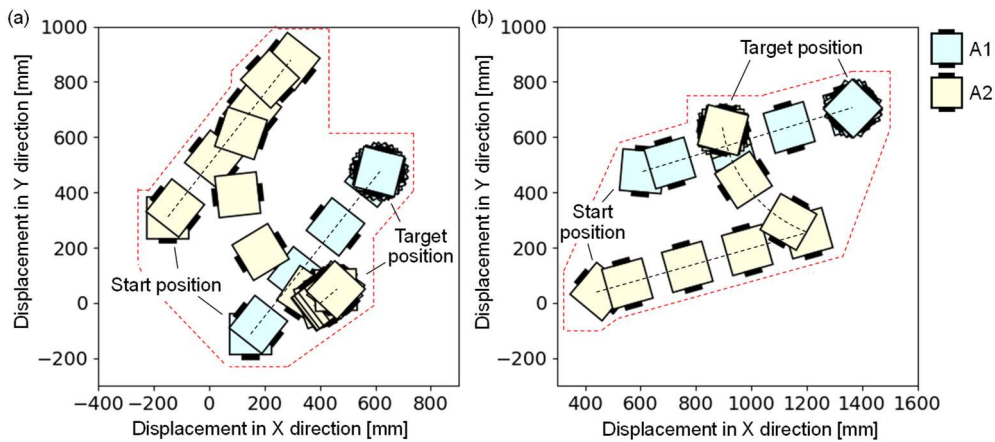 (a)
1000
800
600
400
200
0
−200
−400
−200
0
200
400
600
800
Displacement in Y direction [mm]
Displacement in X direction [mm]
Start position
Target
position
(b)
1000
800
600
400
200
0
−200
400
600
800
1000
1200
1400
1600
Displacement in Y direction [mm]
Displacement in X direction [mm]
Target position
Start
position
A1
A2